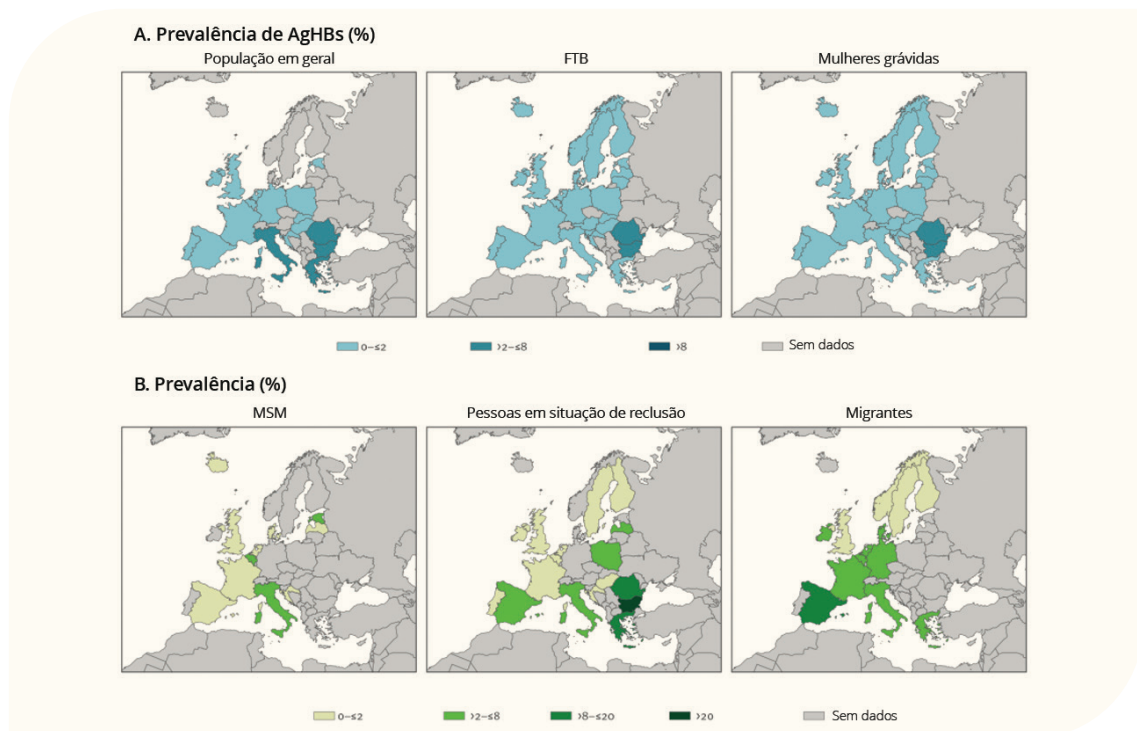 A. Prevalência de AgHBs (%)
População em geral
FTB
Mulheres grávidas
0–≤2
>2–≤8
>8
Sem dados
B. Prevalência (%)
MSM
Pessoas em situação de reclusão
Migrantes
0–≤2
>2–≤8
>8–≤20
>20
Sem dados